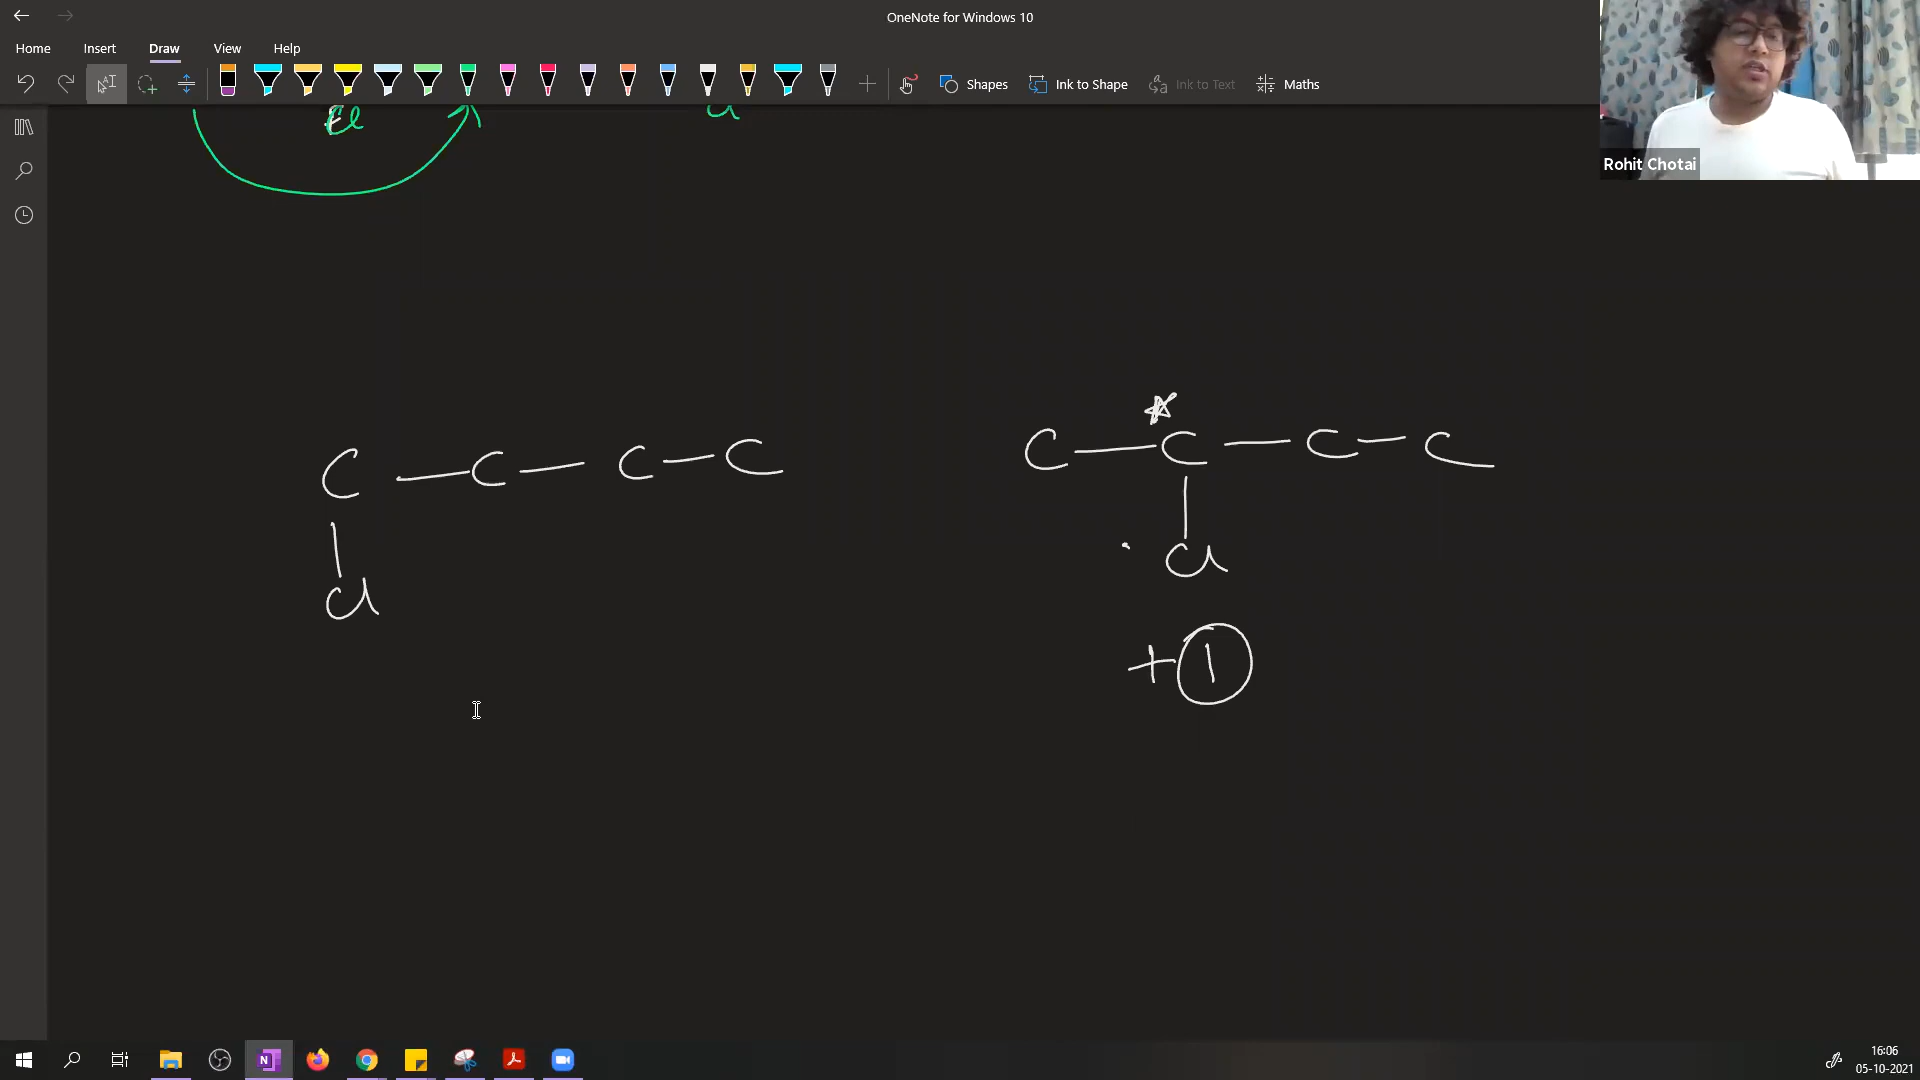 OneNote for Windows 10
Home Insert Draw View Help
Shapes Ink to Shape Ink to Text Maths
Rohit Chotai
Cl
C — C — C — C
Cl
C — C — C — C
Cl
+ 1
16:06
05-10-2021